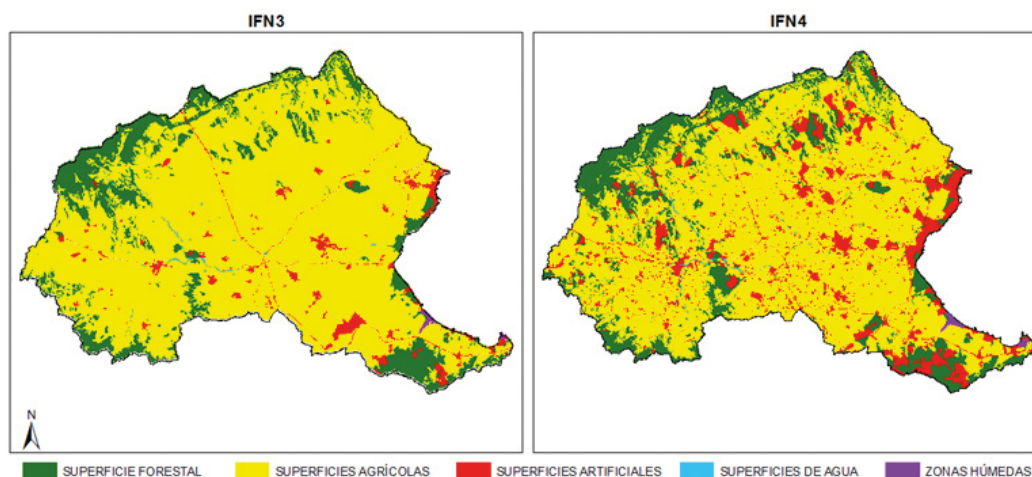 IFN3
IFN4
N
SUPERFICIE FORESTAL
SUPERFICIES AGRÍCOLAS
SUPERFICIES ARTIFICIALES
SUPERFICIES DE AGUA
ZONAS HÚMEDAS